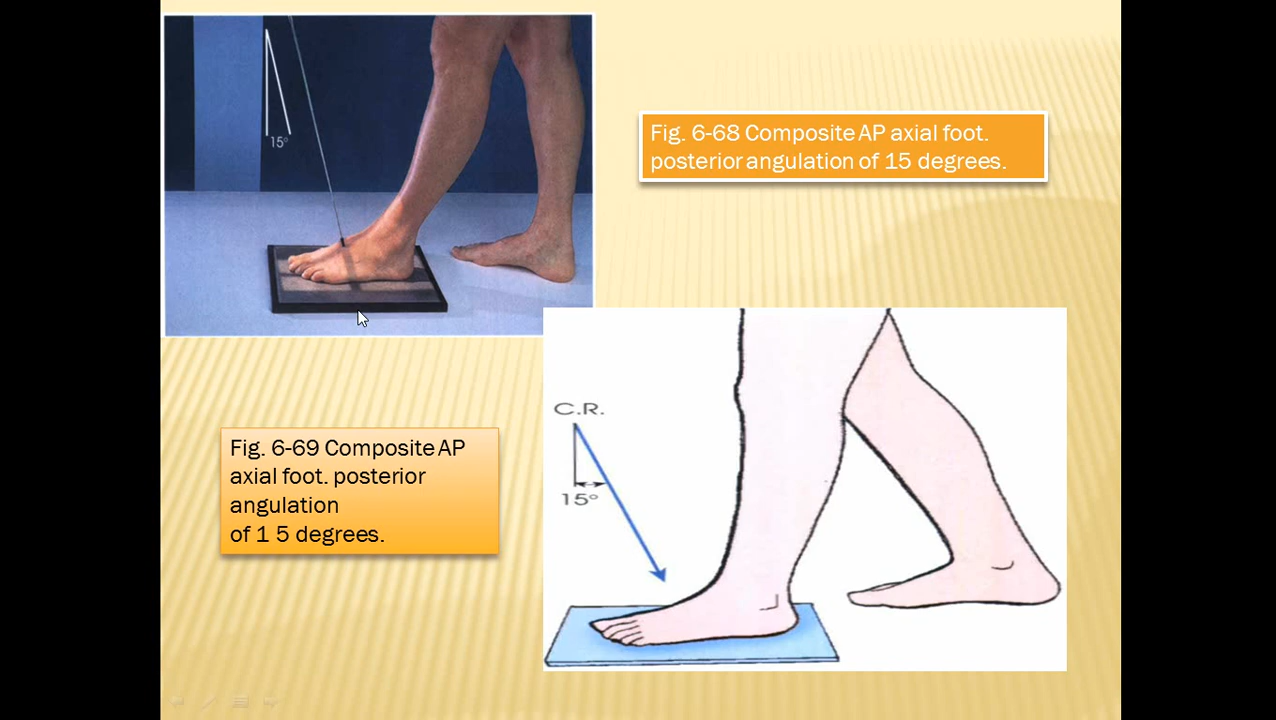 15°
Fig. 6-68 Composite AP axial foot.
posterior angulation of 15 degrees.
C.R.
15°
Fig. 6-69 Composite AP
axial foot. posterior
angulation
of 1 5 degrees.